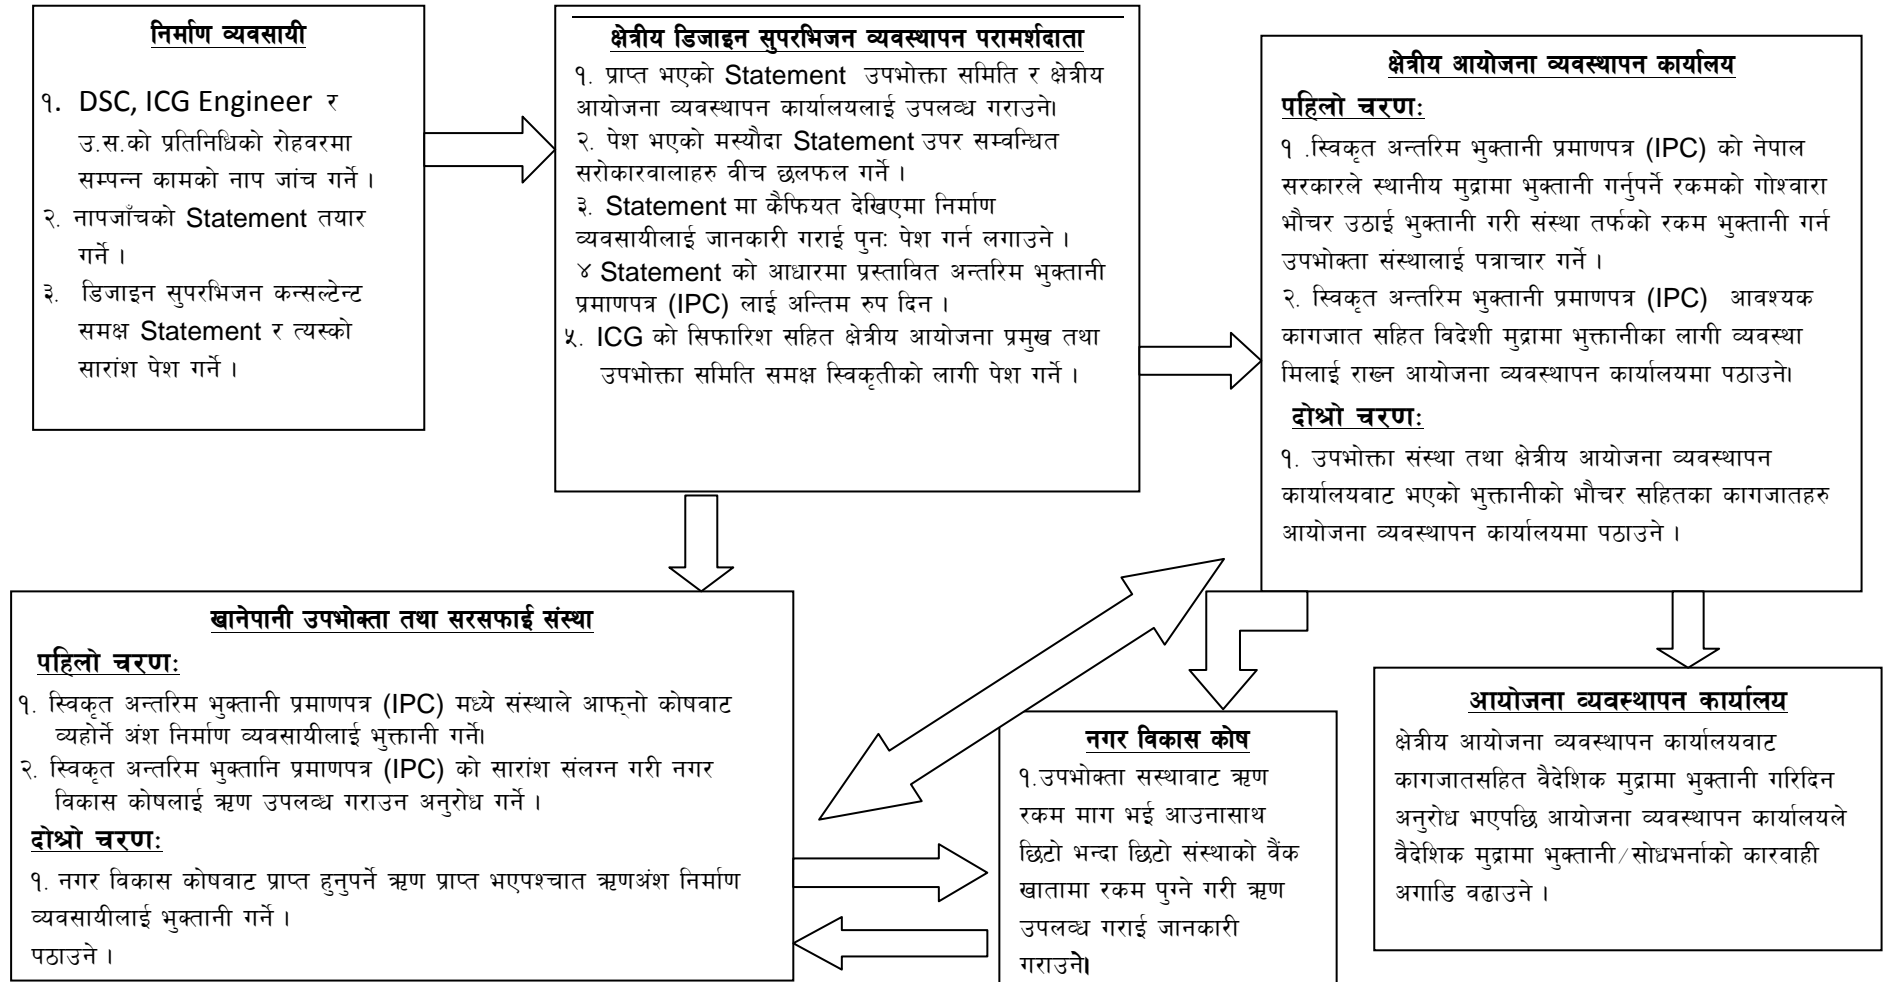 निर्माण व्यवसायी
१. DSC, ICG Engineer र
उ.स.को प्रतिनिधिको रोहवरमा
सम्पन्न कामको नाप जांच गर्ने ।
२. नापजाँचको Statement तयार
गर्ने ।
३. डिजाइन सुपरभिजन कन्सल्टेन्ट
समक्ष Statement र त्यस्को
सारांश पेश गर्ने ।
क्षेत्रीय डिजाइन सुपरभिजन व्यवस्थापन परामर्शदाता
१. प्राप्त भएको Statement उपभोक्ता समिति र क्षेत्रीय
आयोजना व्यवस्थापन कार्यालयलाई उपलव्ध गराउने।
२. पेश भएको मस्यौदा Statement उपर सम्वन्धित
सरोकारवालाहरु वीच छलफल गर्ने ।
३. Statement मा कैफियत देखिएमा निर्माण
व्यवसायीलाई जानकारी गराई पुनः पेश गर्न लगाउने ।
४ Statement को आधारमा प्रस्तावित अन्तरिम भुक्तानी
प्रमाणपत्र (IPC) लाई अन्तिम रुप दिन ।
५. ICG को सिफारिश सहित क्षेत्रीय आयोजना प्रमुख तथा
उपभोक्ता समिति समक्ष स्विकृतीको लागी पेश गर्ने ।
क्षेत्रीय आयोजना व्यवस्थापन कार्यालय
पहिलो चरणः
१ .स्विकृत अन्तरिम भुक्तानी प्रमाणपत्र (IPC) को नेपाल
सरकारले स्थानीय मुद्रामा भुक्तानी गर्नुपर्ने रकमको गोश्वारा
भौचर उठाई भुक्तानी गरी संस्था तर्फको रकम भुक्तानी गर्न
उपभोक्ता संस्थालाई पत्राचार गर्ने ।
२. स्विकृत अन्तरिम भुक्तानी प्रमाणपत्र (IPC) आवश्यक
कागजात सहित विदेशी मुद्रामा भुक्तानीका लागी व्यवस्था
मिलाई राख्न आयोजना व्यवस्थापन कार्यालयमा पठाउने।
दोश्रो चरणः
१. उपभोक्ता संस्था तथा क्षेत्रीय आयोजना व्यवस्थापन
कार्यालयवाट भएको भुक्तानीको भौचर सहितका कागजातहरु
आयोजना व्यवस्थापन कार्यालयमा पठाउने ।
खानेपानी उपभोक्ता तथा सरसफाई संस्था
पहिलो चरणः
१. स्विकृत अन्तरिम भुक्तानी प्रमाणपत्र (IPC) मध्ये संस्थाले आफ्नो कोषवाट
व्यहोर्ने अंश निर्माण व्यवसायीलाई भुक्तानी गर्ने।
२. स्विकृत अन्तरिम भुक्तानि प्रमाणपत्र (IPC) को सारांश संलग्न गरी नगर
विकास कोषलाई ऋण उपलव्ध गराउन अनुरोध गर्ने ।
दोश्रो चरणः
१. नगर विकास कोषवाट प्राप्त हुनुपर्ने ऋण प्राप्त भएपश्चात ऋणअंश निर्माण
व्यवसायीलाई भुक्तानी गर्ने ।
पठाउने ।
नगर विकास कोष
१.उपभोक्ता सस्थावाट ऋण
रकम माग भई आउनासाथ
छिटो भन्दा छिटो संस्थाको वैंक
खातामा रकम पुग्ने गरी ऋण
उपलव्ध गराई जानकारी
गराउने।
आयोजना व्यवस्थापन कार्यालय
क्षेत्रीय आयोजना व्यवस्थापन कार्यालयवाट
कागजातसहित वैदेशिक मुद्रामा भुक्तानी गरिदिन
अनुरोध भएपछि आयोजना व्यवस्थापन कार्यालयले
वैदेशिक मुद्रामा भुक्तानी/सोधभर्नाको कारवाही
अगाडि वढाउने ।